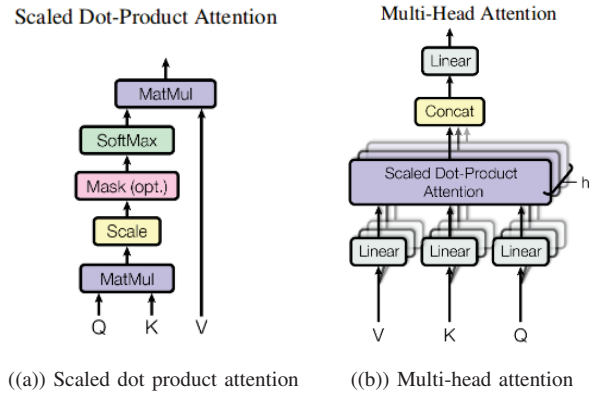 Scaled Dot-Product Attention
MatMul
SoftMax
Mask (opt.)
Scale
MatMul
Q K V
((a)) Scaled dot product attention
Multi-Head Attention
Linear
Concat
Scaled Dot-Product
Attention
h
Linear Linear Linear
V K Q
((b)) Multi-head attention